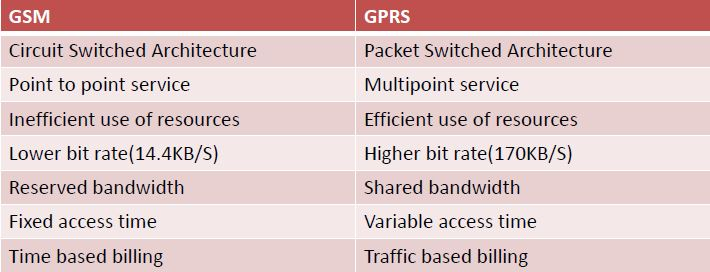 GSM GPRS
Circuit Switched Architecture Packet Switched Architecture
Point to point service Multipoint service
Inefficient use of resources Efficient use of resources
Lower bit rate(14.4KB/S) Higher bit rate(170KB/S)
Reserved bandwidth Shared bandwidth
Fixed access time Variable access time
Time based billing Traffic based billing